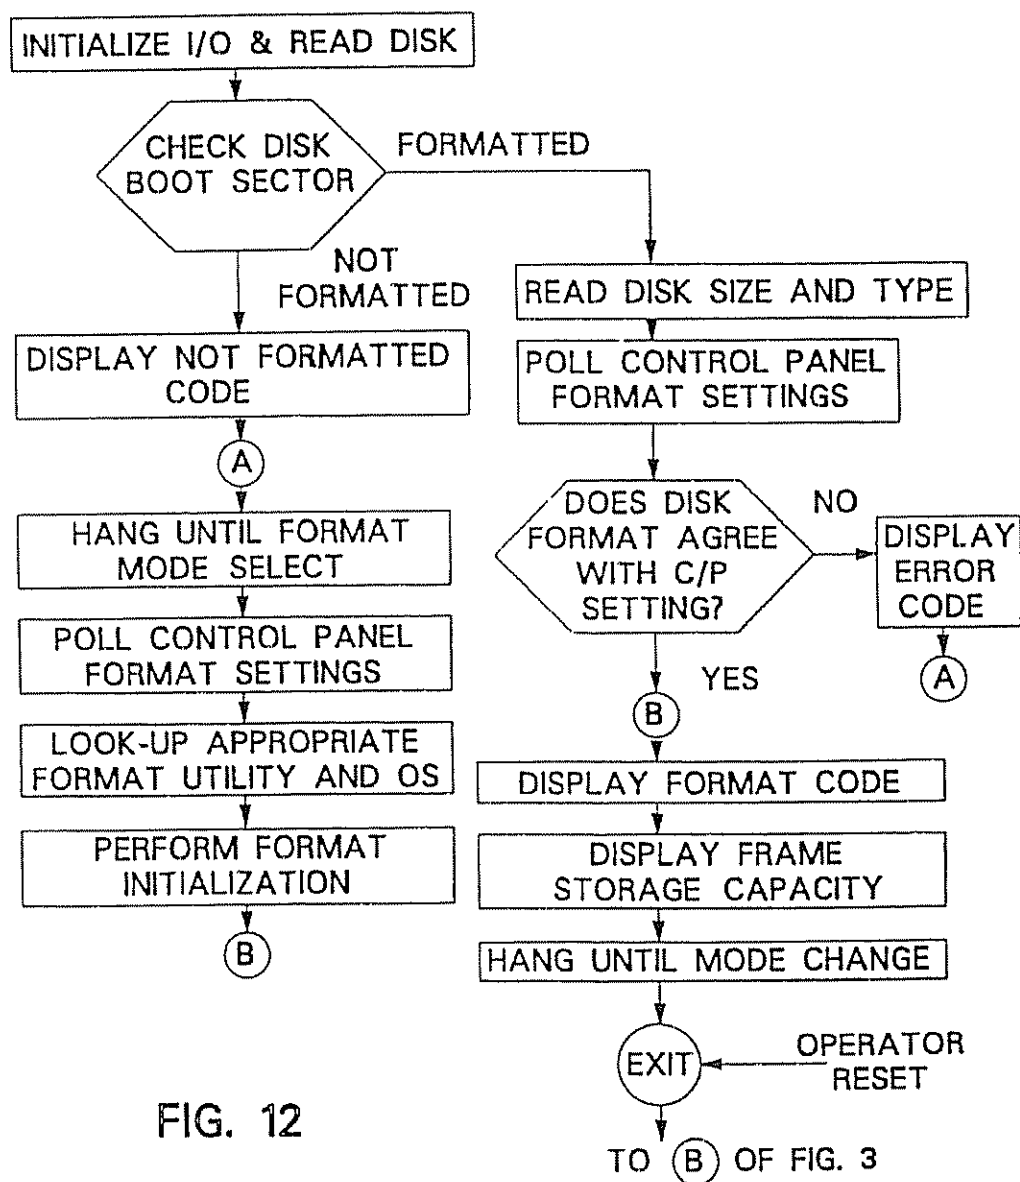 INITIALIZE I/O & READ DISK
CHECK DISK
BOOT SECTOR
FORMATTED
NOT
FORMATTED
DISPLAY NOT FORMATTED
CODE
A
HANG UNTIL FORMAT
MODE SELECT
POLL CONTROL PANEL
FORMAT SETTINGS
LOOK-UP APPROPRIATE
FORMAT UTILITY AND OS
PERFORM FORMAT
INITIALIZATION
B
READ DISK SIZE AND TYPE
POLL CONTROL PANEL
FORMAT SETTINGS
DOES DISK
FORMAT AGREE
WITH C/P
SETTING?
NO
DISPLAY
ERROR
CODE
A
YES
B
DISPLAY FORMAT CODE
DISPLAY FRAME
STORAGE CAPACITY
HANG UNTIL MODE CHANGE
EXIT
OPERATOR
RESET
TO B OF FIG. 3
FIG. 12